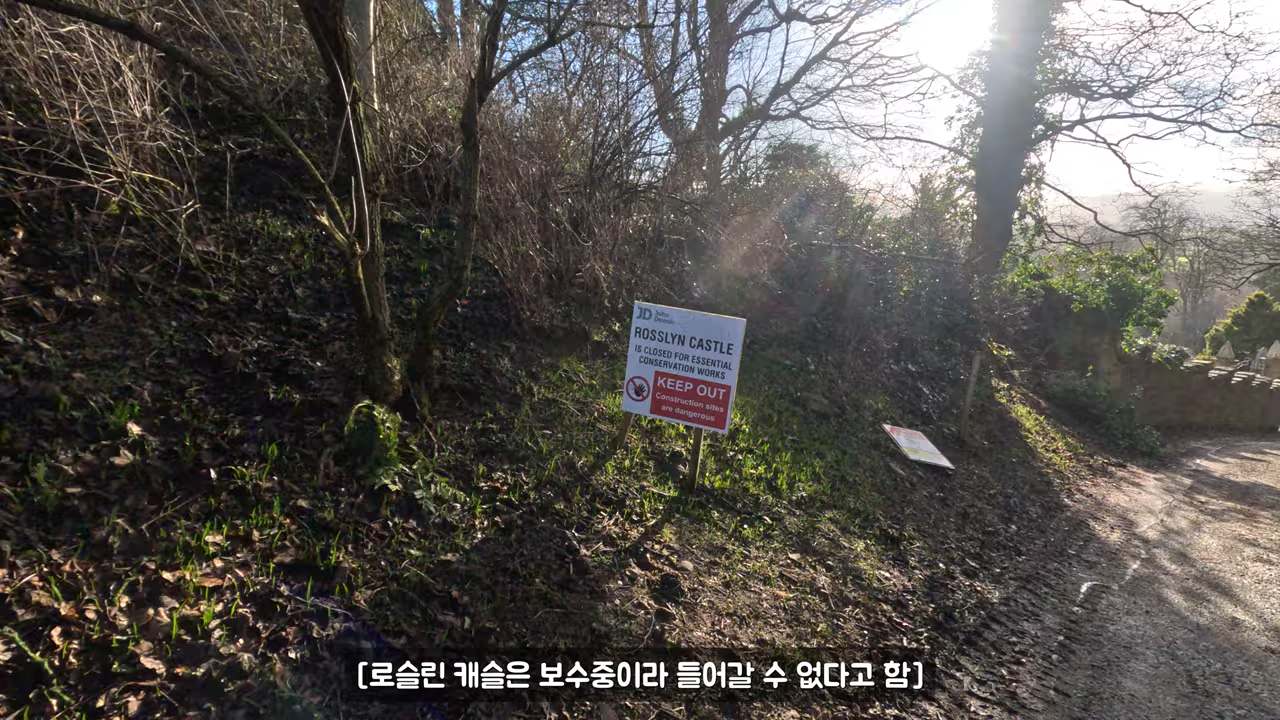 JD John
Dennis
ROSSLYN CASTLE
IS CLOSED FOR ESSENTIAL
CONSERVATION WORKS
KEEP OUT
Construction sites
are dangerous
[로슬린 캐슬은 보수중이라 들어갈 수 없다고 함]